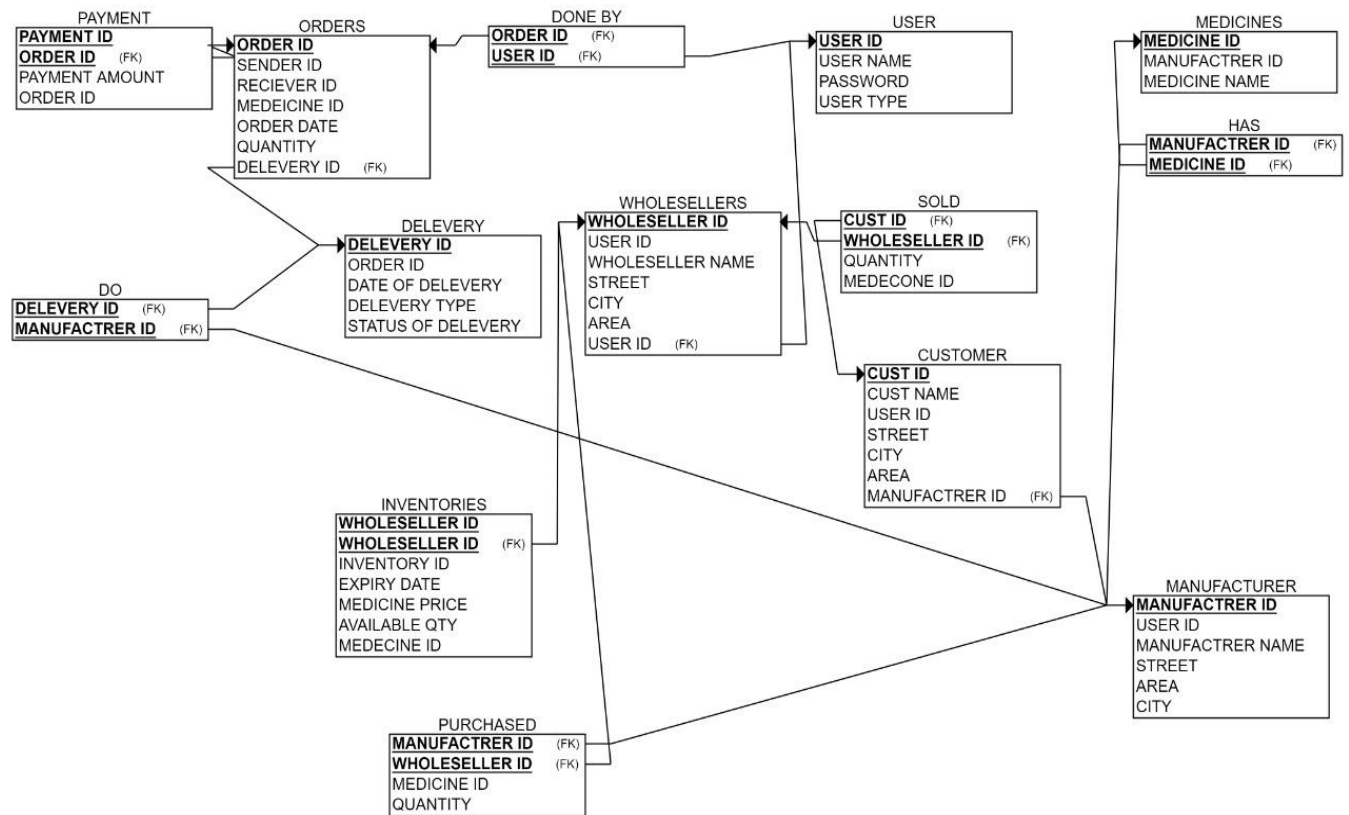 PAYMENT
PAYMENT ID
ORDER ID (FK)
PAYMENT AMOUNT
ORDER ID
ORDERS
ORDER ID
SENDER ID
RECIEVER ID
MEDEICINE ID
ORDER DATE
QUANTITY
DELEVERY ID (FK)
DONE BY
ORDER ID (FK)
USER ID (FK)
USER
USER ID
USER NAME
PASSWORD
USER TYPE
MEDICINES
MEDICINE ID
MANUFACTRER ID
MEDICINE NAME
HAS
MANUFACTRER ID (FK)
MEDICINE ID (FK)
DELEVERY
DELEVERY ID
ORDER ID
DATE OF DELEVERY
DELEVERY TYPE
STATUS OF DELEVERY
WHOLESELLERS
WHOLESELLER ID
USER ID
WHOLESELLER NAME
STREET
CITY
AREA
USER ID (FK)
SOLD
CUST ID (FK)
WHOLESELLER ID (FK)
QUANTITY
MEDECONE ID
DO
DELEVERY ID (FK)
MANUFACTRER ID (FK)
CUSTOMER
CUST ID
CUST NAME
USER ID
STREET
CITY
AREA
MANUFACTRER ID (FK)
INVENTORIES
WHOLESELLER ID
WHOLESELLER ID (FK)
INVENTORY ID
EXPIRY DATE
MEDICINE PRICE
AVAILABLE QTY
MEDECINE ID
MANUFACTURER
MANUFACTRER ID
USER ID
MANUFACTRER NAME
STREET
AREA
CITY
PURCHASED
MANUFACTRER ID (FK)
WHOLESELLER ID (FK)
MEDICINE ID
QUANTITY